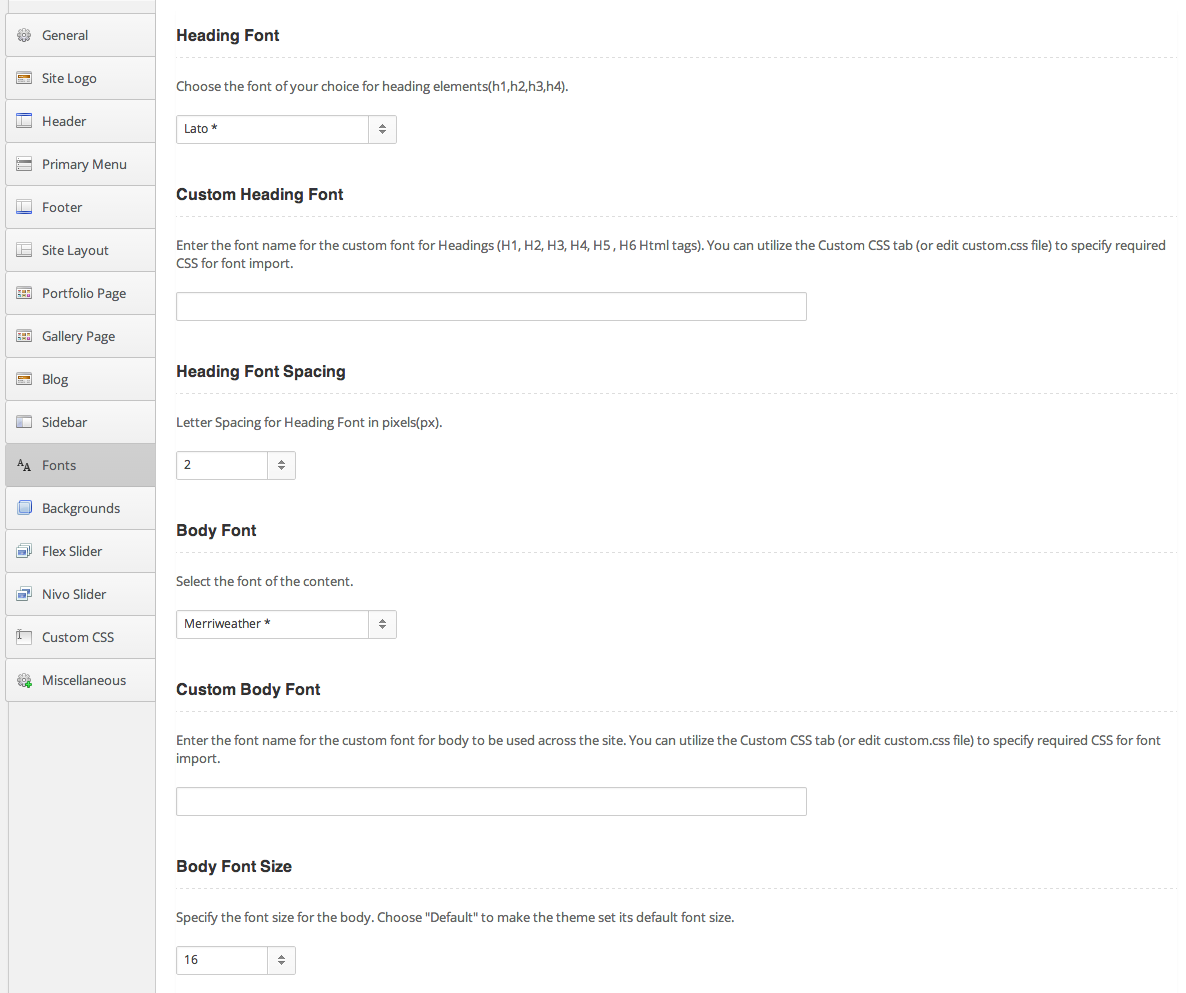 General
Site Logo
Header
Primary Menu
Footer
Site Layout
Portfolio Page
Gallery Page
Blog
Sidebar
Fonts
Backgrounds
Flex Slider
Nivo Slider
Custom CSS
Miscellaneous
Heading Font
Choose the font of your choice for heading elements(h1,h2,h3,h4).
Lato *
Custom Heading Font
Enter the font name for the custom font for Headings (H1, H2, H3, H4, H5 , H6 Html tags). You can utilize the Custom CSS tab (or edit custom.css file) to specify required
CSS for font import.
Heading Font Spacing
Letter Spacing for Heading Font in pixels(px).
2
Body Font
Select the font of the content.
Merriweather *
Custom Body Font
Enter the font name for the custom font for body to be used across the site. You can utilize the Custom CSS tab (or edit custom.css file) to specify required CSS for font
import.
Body Font Size
Specify the font size for the body. Choose "Default" to make the theme set its default font size.
16